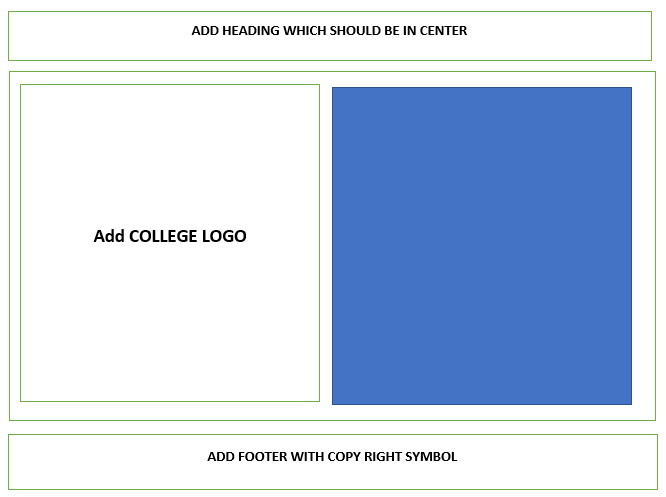 ADD HEADING WHICH SHOULD BE IN CENTER
Add COLLEGE LOGO
ADD FOOTER WITH COPY RIGHT SYMBOL